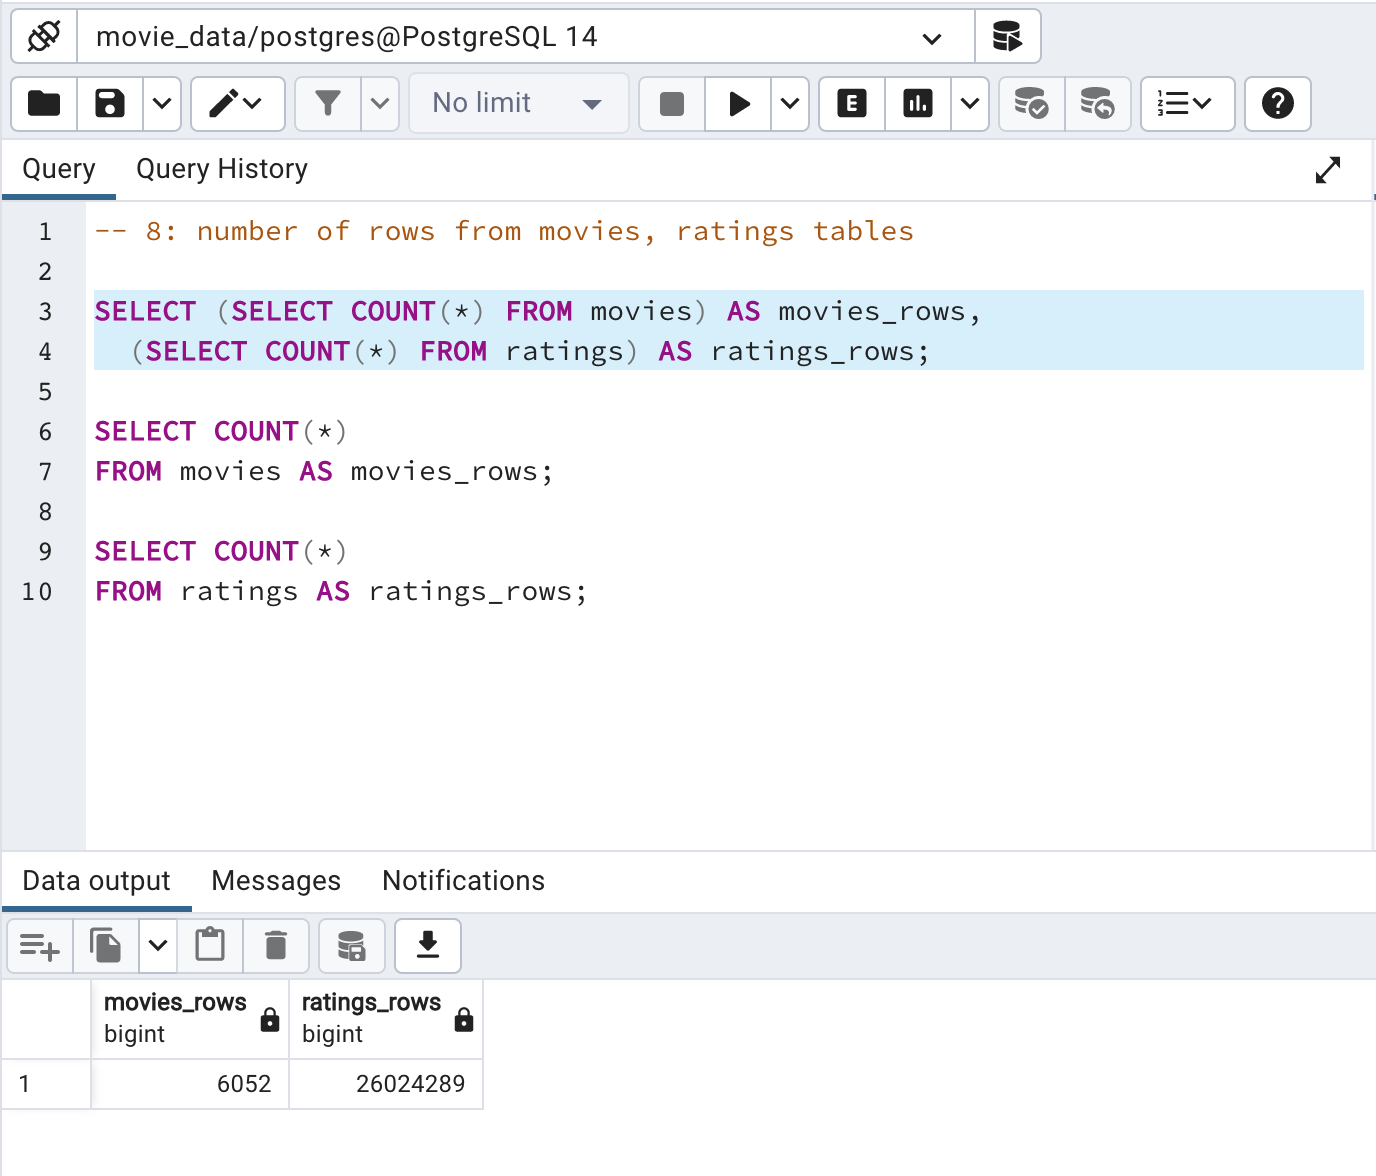 movie_data/postgres@PostgreSQL 14
No limit
E
Query Query History
1 -- 8: number of rows from movies, ratings tables
2
3 SELECT (SELECT COUNT(*) FROM movies) AS movies_rows,
4 (SELECT COUNT(*) FROM ratings) AS ratings_rows;
5
6 SELECT COUNT(*)
7 FROM movies AS movies_rows;
8
9 SELECT COUNT(*)
10 FROM ratings AS ratings_rows;
Data output Messages Notifications
movies_rows ratings_rows
bigint bigint
1 6052 26024289